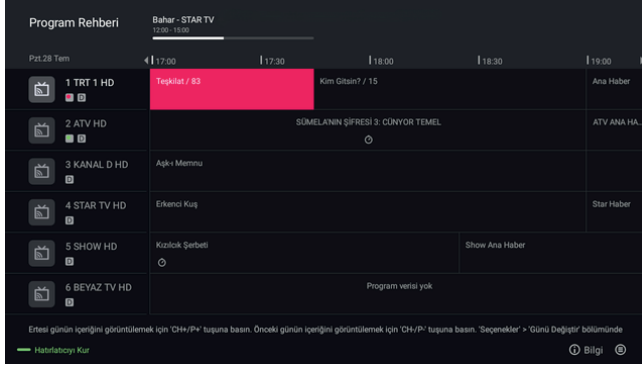 Program Rehberi
Bahar - STAR TV
12:00 - 15:00
Pzt.28 Tem
17:00
17:30
18:00
18:30
19:00
1 TRT 1 HD
D
Teşkilat / 83
Kim Gitsin? / 15
Ana Haber
2 ATV HD
D
SÜMELA'NIN ŞİFRESİ 3: CÜNYOR TEMEL
ATV ANA HA...
3 KANAL D HD
D
Aşk-ı Memnu
4 STAR TV HD
D
Erkenci Kuş
Star Haber
5 SHOW HD
D
Kızılcık Şerbeti
Show Ana Haber
6 BEYAZ TV HD
D
Program verisi yok
Ertesi günün içeriğini görüntülemek için 'CH+/P+' tuşuna basın. Önceki günün içeriğini görüntülemek için 'CH-/P-' tuşuna basın. 'Seçenekler' > 'Günü Değiştir' bölümünde
Hatırlatıcıyı Kur
Bilgi